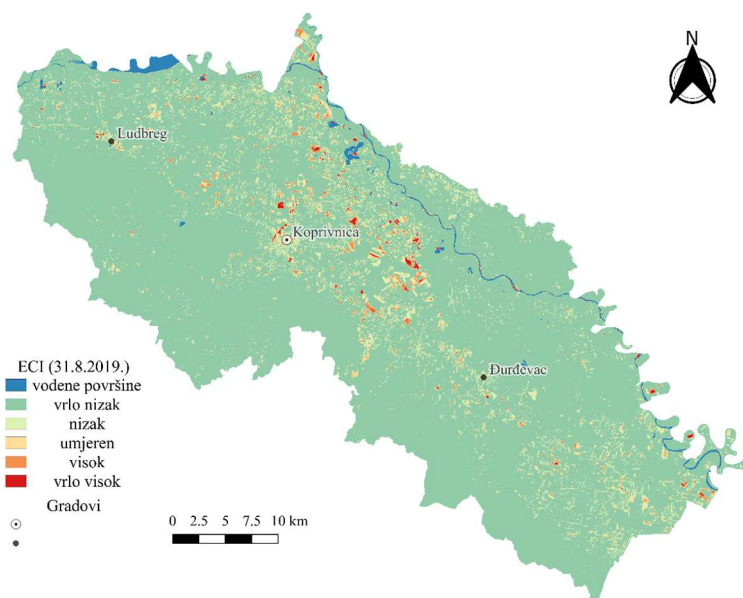 N
Ludbreg
Koprivnica
Đurđevac
ECI (31.8.2019.)
vodene površine
vrlo nizak
nizak
umjeren
visok
vrlo visok
Gradovi
0 2.5 5 7.5 10 km